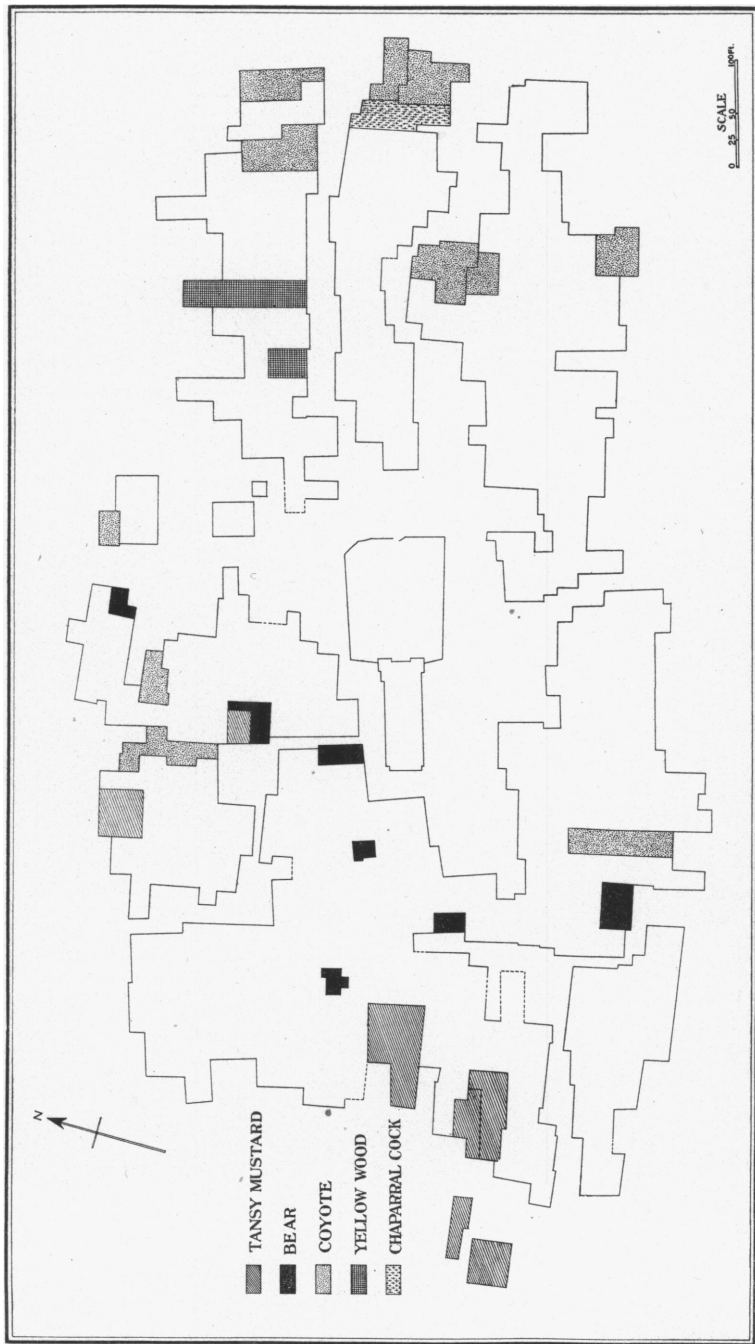 N
TANSY MUSTARD
BEAR
COYOTE
YELLOW WOOD
CHAPARRAL COCK
SCALE
0 25 50 100FT.